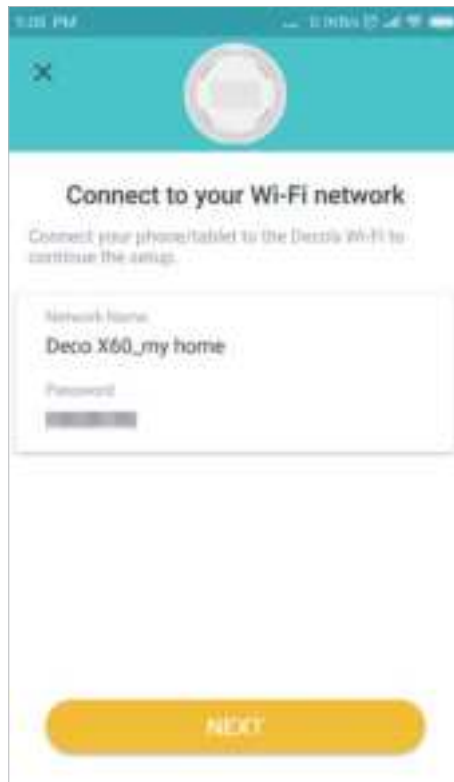 Connect to your Wi-Fi network
Connect your phone/tablet to the Deco's Wi-Fi to
continue the setup.
Network Name
Deco X60_my home
Password
NEXT